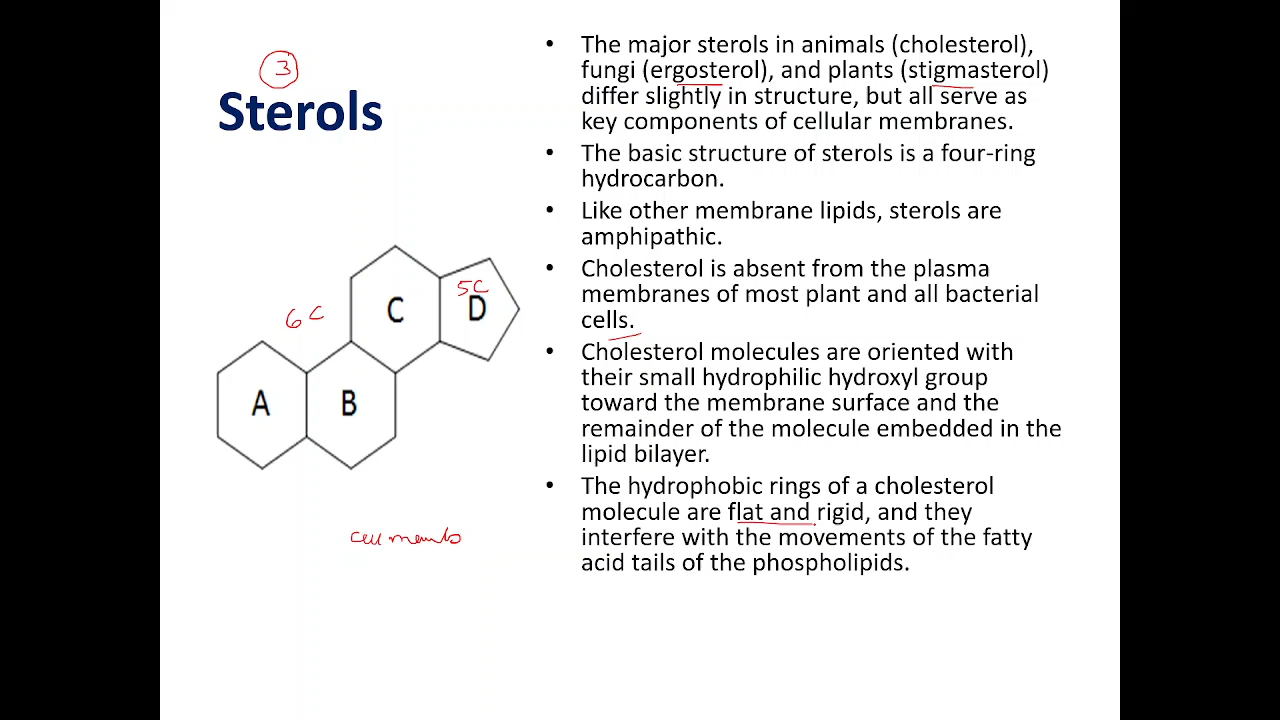 3
Sterols
• The major sterols in animals (cholesterol),
fungi (ergosterol), and plants (stigmasterol)
differ slightly in structure, but all serve as
key components of cellular membranes.
• The basic structure of sterols is a four-ring
hydrocarbon.
• Like other membrane lipids, sterols are
amphipathic.
• Cholesterol is absent from the plasma
membranes of most plant and all bacterial
cells.
• Cholesterol molecules are oriented with
their small hydrophilic hydroxyl group
toward the membrane surface and the
remainder of the molecule embedded in the
lipid bilayer.
• The hydrophobic rings of a cholesterol
molecule are flat and rigid, and they
interfere with the movements of the fatty
acid tails of the phospholipids.
5C
6C
C
D
A
B
cell memb